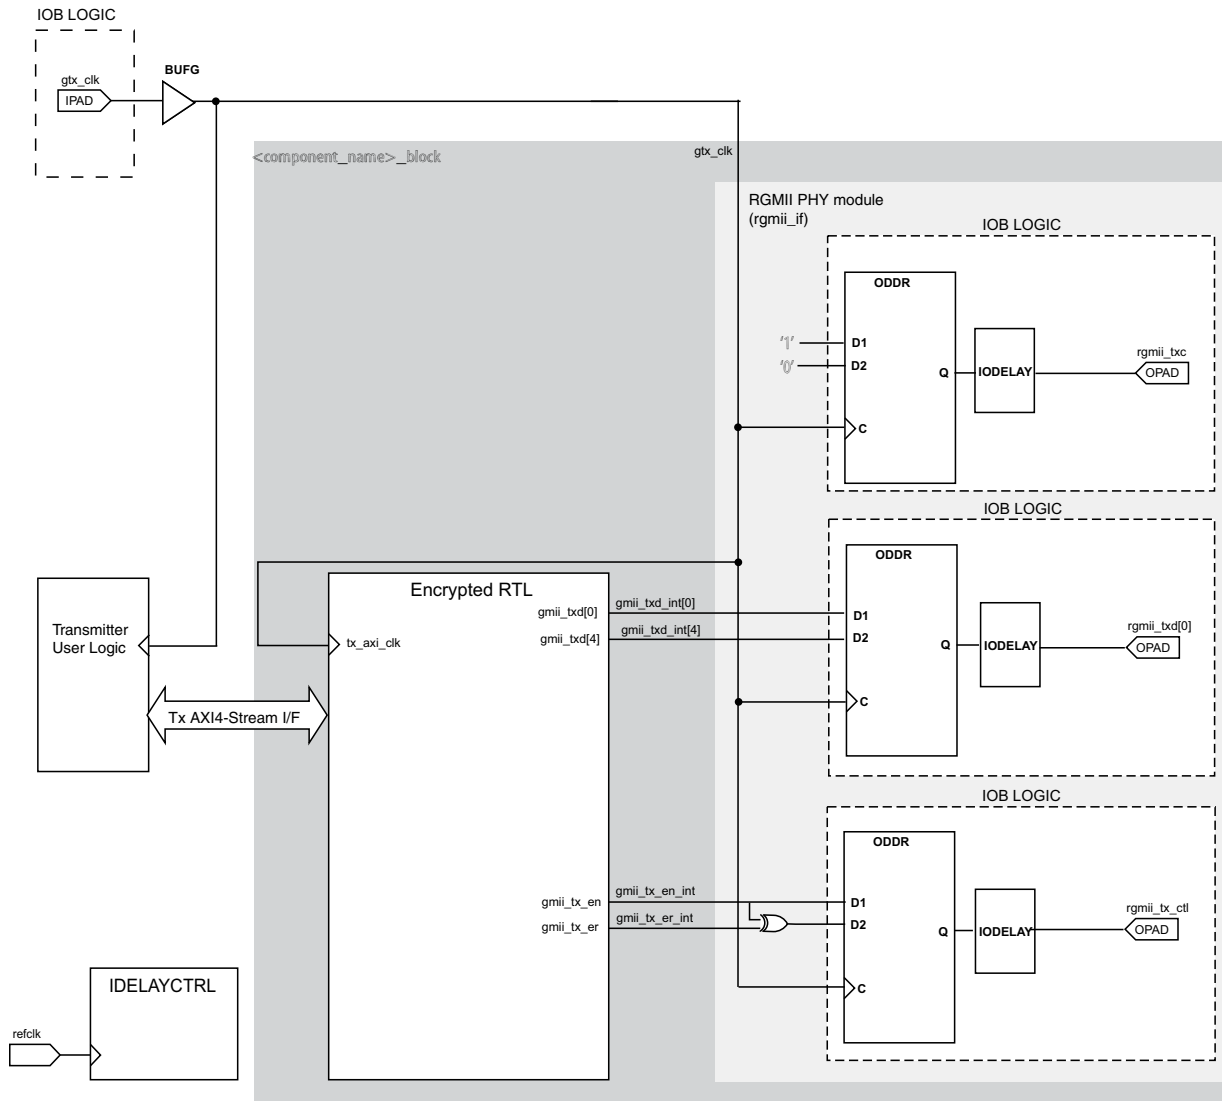 IOB LOGIC
gtx_clk
IPAD
BUFG
<component_name>_block
gtx_clk
RGMII PHY module
(rgmii_if)
IOB LOGIC
ODDR
'1'
D1
'0'
D2
Q
IODELAY
rgmii_txc
OPAD
C
IOB LOGIC
ODDR
Transmitter
User Logic
Encrypted RTL
gmii_txd[0]
gmii_txd_int[0]
D1
gmii_txd[4]
gmii_txd_int[4]
D2
tx_axi_clk
Q
IODELAY
rgmii_txd[0]
OPAD
C
Tx AXI4-Stream I/F
IOB LOGIC
ODDR
gmii_tx_en
gmii_tx_en_int
D1
gmii_tx_er
gmii_tx_er_int
D2
Q
IODELAY
rgmii_tx_ctl
OPAD
C
IDELAYCTRL
refclk